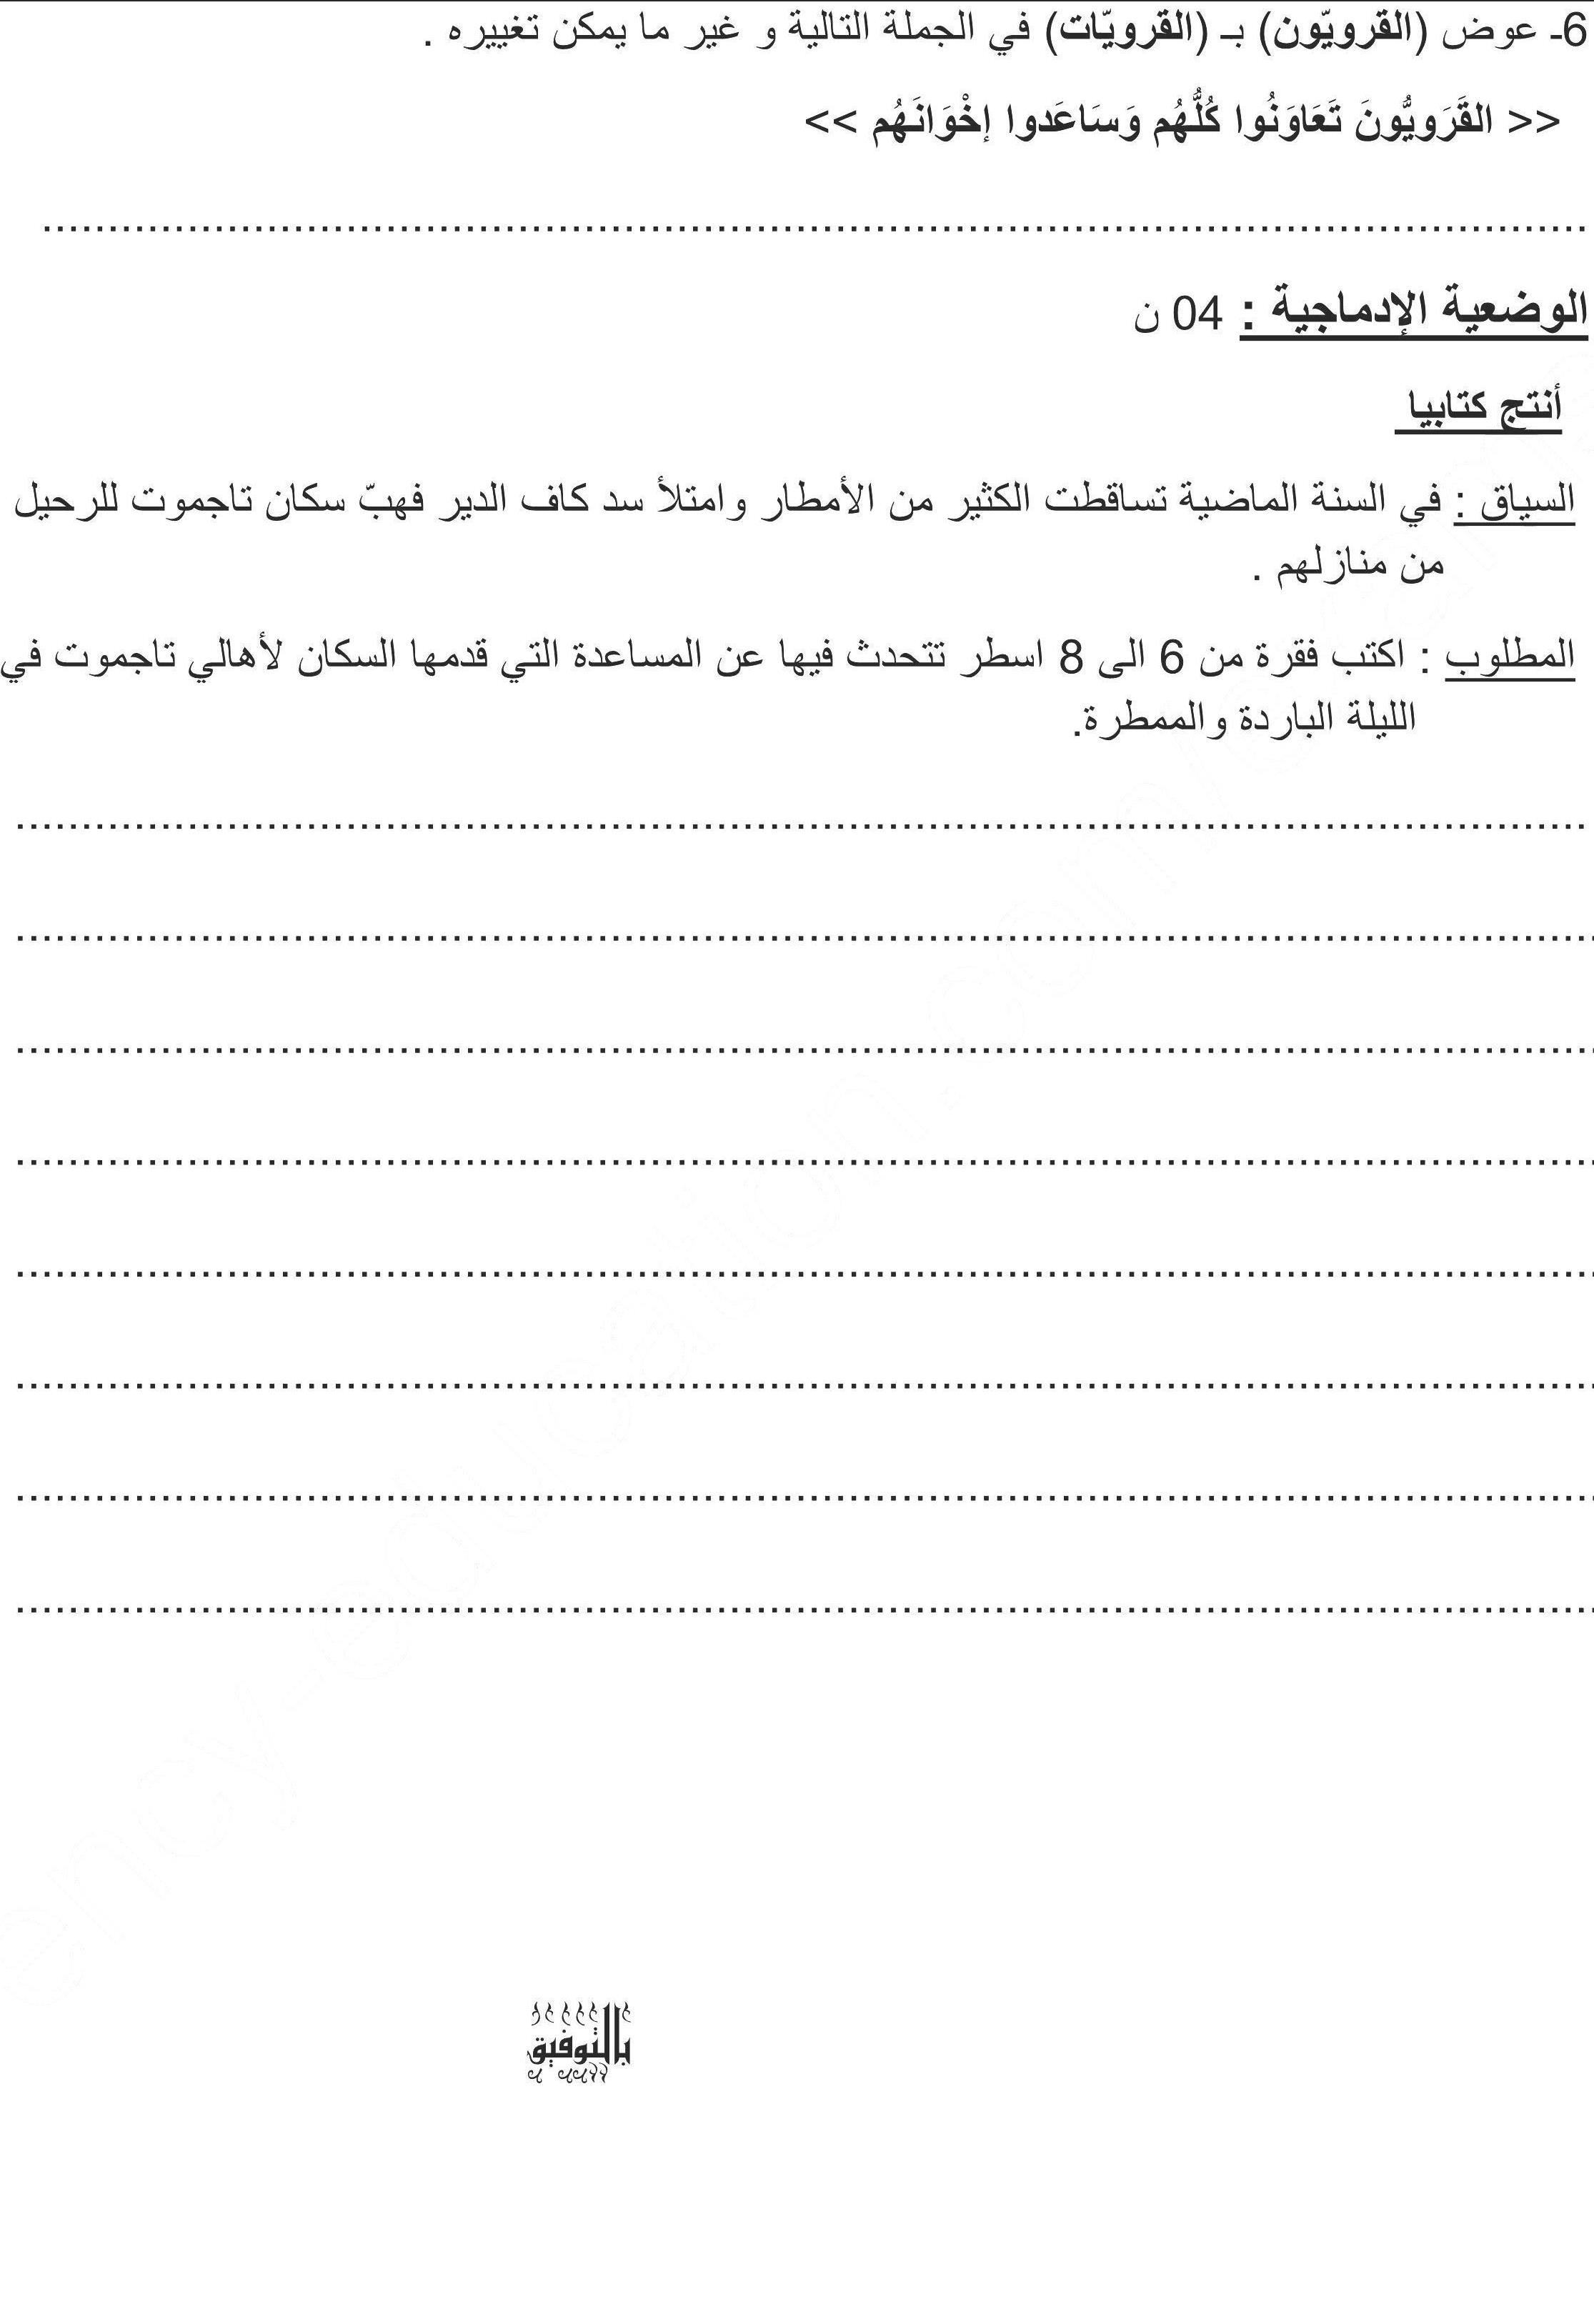 6- عوض (القرويّون) بـ (القرويّات) في الجملة التالية و غير ما يمكن تغييره .
<< القَرَويُّونَ تَعَاوَنُوا كُلُّهُم وَسَاعَدوا إخْوَانَهُم >>
الوضعية الإدماجية : 04 ن
أنتج كتابيا
السياق : في السنة الماضية تساقطت الكثير من الأمطار وامتلأ سد كاف الدير فهبّ سكان تاجموت للرحيل
من منازلهم .
المطلوب : اكتب فقرة من 6 الى 8 اسطر تتحدث فيها عن المساعدة التي قدمها السكان لأهالي تاجموت في
الليلة الباردة والممطرة.
بالتوفيق